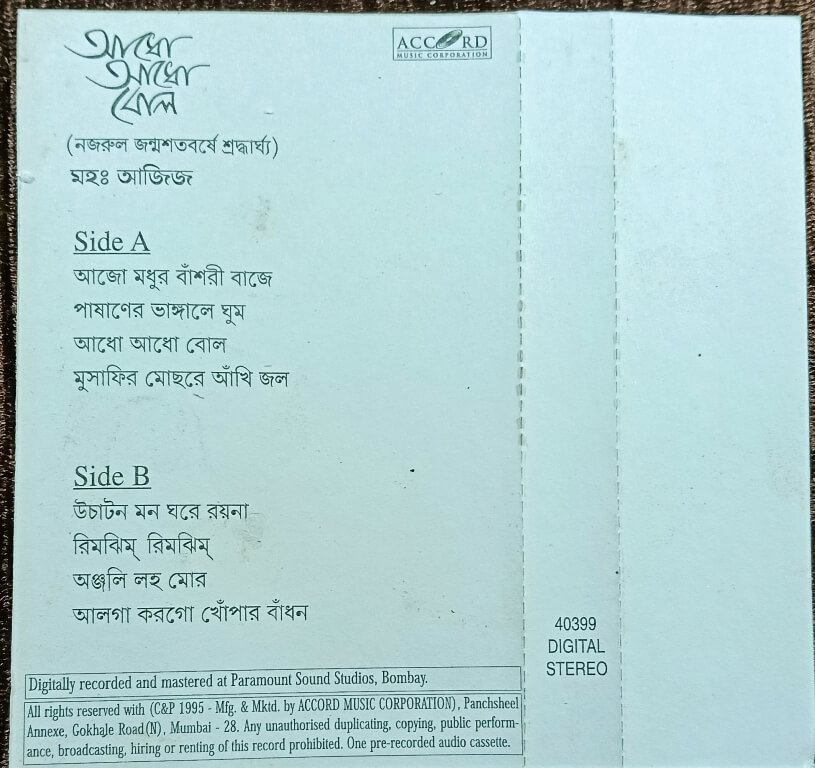 আধো
আধো
বোল
ACCORD
MUSIC CORPORATION
(নজরুল জন্মশতবর্ষে শ্রদ্ধার্ঘ্য)
মহঃ আজিজ
Side A
আজো মধুর বাঁশরী বাজে
পাষাণের ভাঙ্গালে ঘুম
আধো আধো বোল
মুসাফির মোছরে আঁখি জল
Side B
উচাটন মন ঘরে রয়না
রিমঝিম্ রিমঝিম্
অঞ্জলি লহ মোর
আলগা করগো খোঁপার বাঁধন
40399
DIGITAL
STEREO
Digitally recorded and mastered at Paramount Sound Studios, Bombay.
All rights reserved with (C&P 1995 - Mfg. & Mktd. by ACCORD MUSIC CORPORATION), Panchsheel
Annexe, Gokhale Road (N), Mumbai - 28. Any unauthorised duplicating, copying, public perform-
ance, broadcasting, hiring or renting of this record prohibited. One pre-recorded audio cassette.